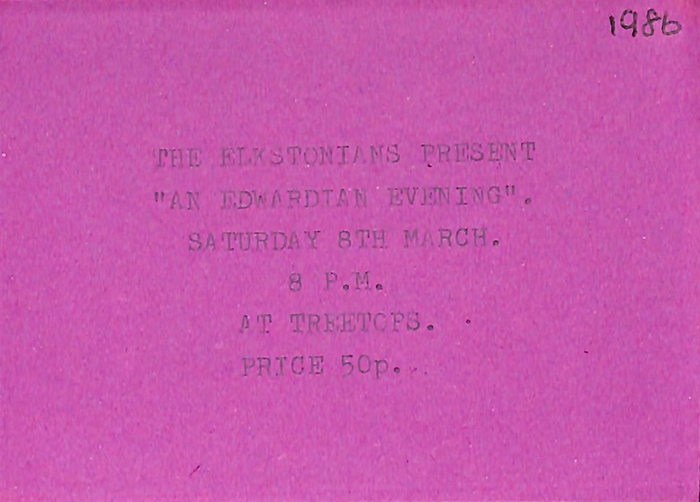 1986
THE ELKSTONIANS PRESENT
"AN EDWARDIAN EVENING".
SATURDAY 8TH MARCH.
8 P.M.
AT TREETOPS.
PRICE 50p.